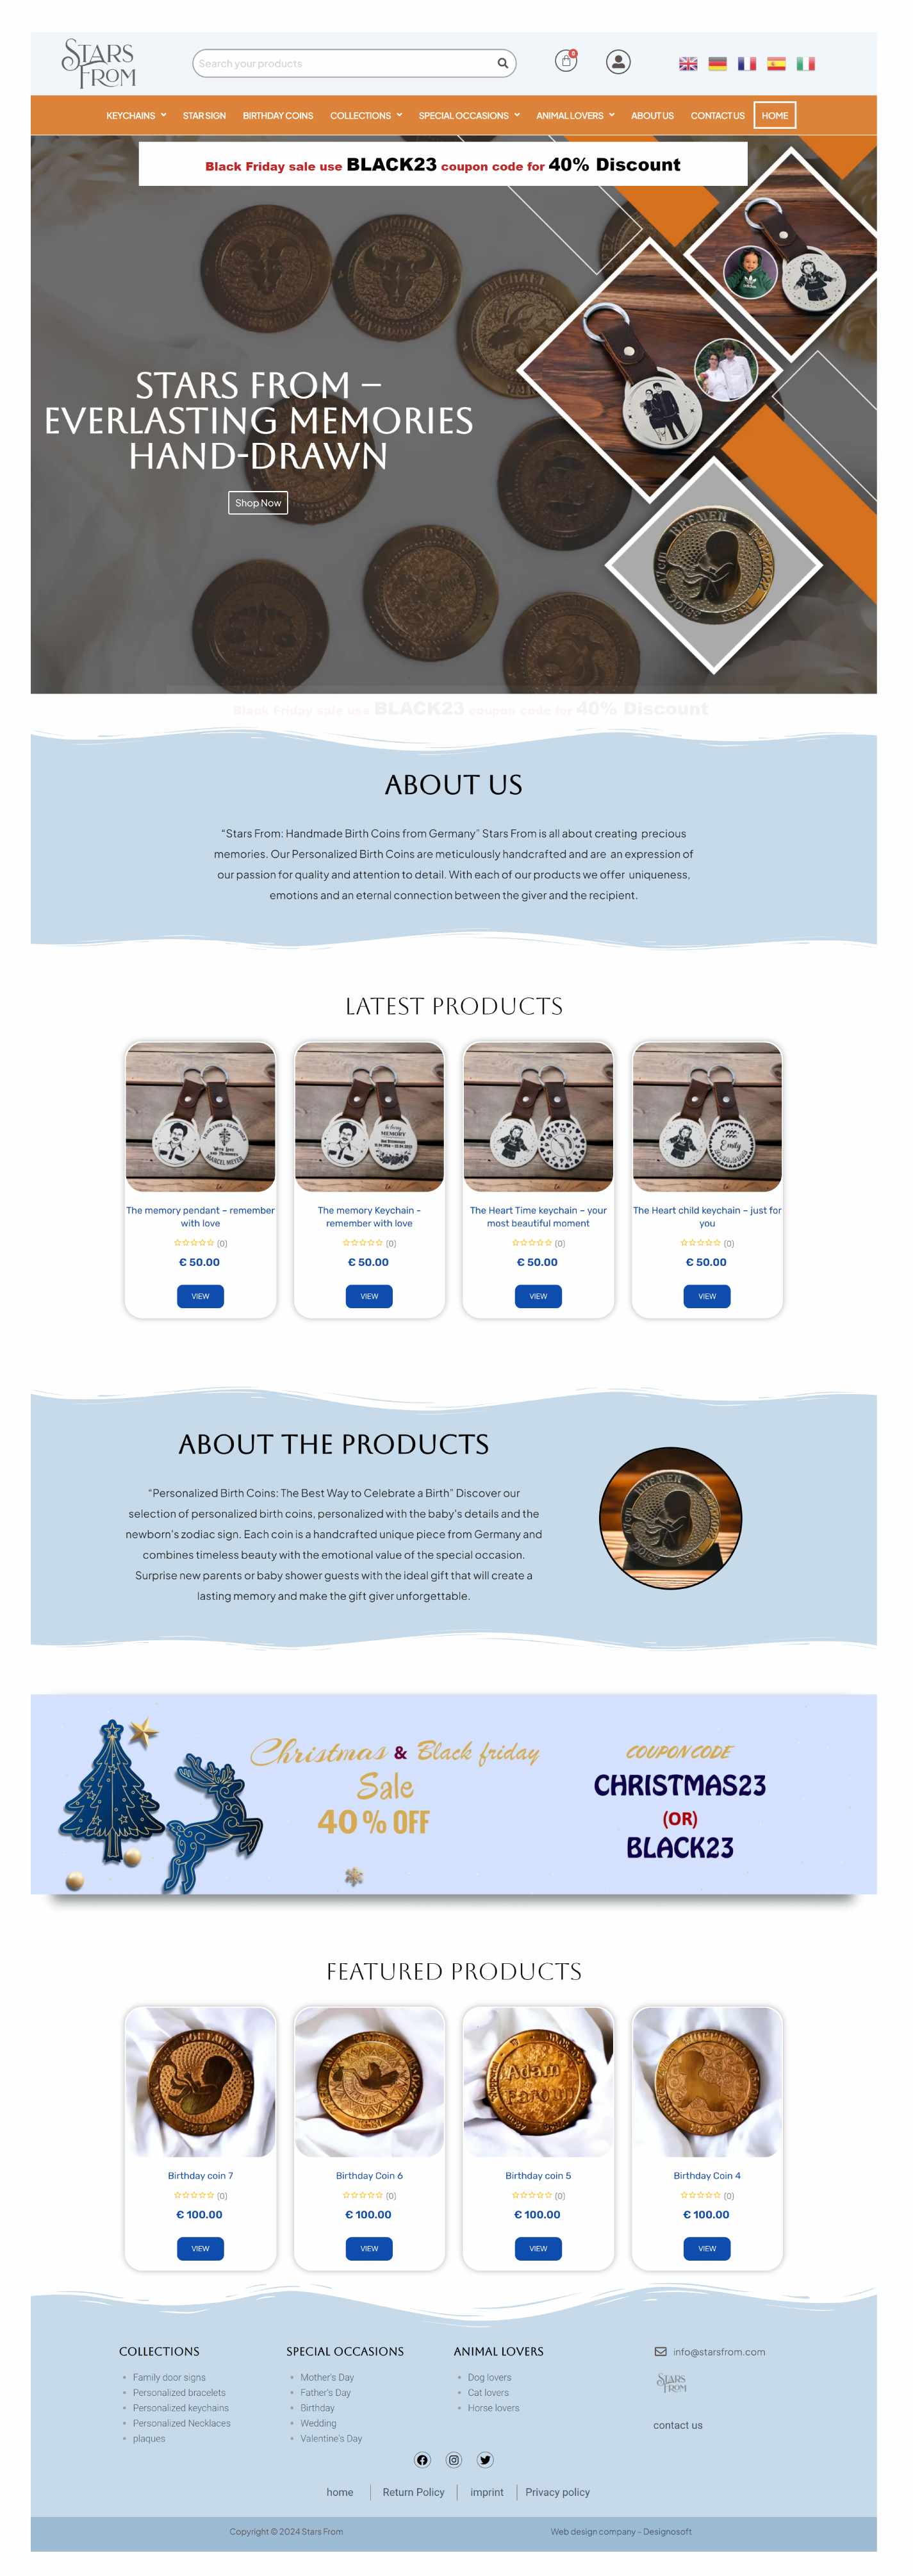 STARS
FROM
Search your products
0
KEYCHAINS
STAR SIGN
BIRTHDAY COINS
COLLECTIONS
SPECIAL OCCASIONS
ANIMAL LOVERS
ABOUT US
CONTACT US
HOME
Black Friday sale use BLACK23 coupon code for 40% Discount
STARS FROM –
EVERLASTING MEMORIES
HAND-DRAWN
Shop Now
BREMEN
Black Friday sale use BLACK23 coupon code for 40% Discount
ABOUT US
“Stars From: Handmade Birth Coins from Germany” Stars From is all about creating precious
memories. Our Personalized Birth Coins are meticulously handcrafted and are an expression of
our passion for quality and attention to detail. With each of our products we offer uniqueness,
emotions and an eternal connection between the giver and the recipient.
LATEST PRODUCTS
MARCEL MEYER
MEMORY
Emily
The memory pendant – remember
with love
(0)
€ 50.00
VIEW
The memory Keychain -
remember with love
(0)
€ 50.00
VIEW
The Heart Time keychain – your
most beautiful moment
(0)
€ 50.00
VIEW
The Heart child keychain – just for
you
(0)
€ 50.00
VIEW
ABOUT THE PRODUCTS
“Personalized Birth Coins: The Best Way to Celebrate a Birth” Discover our
selection of personalized birth coins, personalized with the baby's details and the
newborn's zodiac sign. Each coin is a handcrafted unique piece from Germany and
combines timeless beauty with the emotional value of the special occasion.
Surprise new parents or baby shower guests with the ideal gift that will create a
lasting memory and make the gift giver unforgettable.
BREMEN
Christmas & Black friday
Sale
40 % OFF
COUPON CODE
CHRISTMAS23
(OR)
BLACK23
FEATURED PRODUCTS
DORTMUND
Adam
Birthday coin 7
(0)
€ 100.00
VIEW
Birthday Coin 6
(0)
€ 100.00
VIEW
Birthday coin 5
(0)
€ 100.00
VIEW
Birthday Coin 4
(0)
€ 100.00
VIEW
COLLECTIONS
Family door signs
Personalized bracelets
Personalized keychains
Personalized Necklaces
plaques
SPECIAL OCCASIONS
Mother's Day
Father's Day
Birthday
Wedding
Valentine's Day
ANIMAL LOVERS
Dog lovers
Cat lovers
Horse lovers
info@starsfrom.com
STARS
FROM
contact us
home
Return Policy
imprint
Privacy policy
Copyright © 2024 Stars From
Web design company - Designosoft